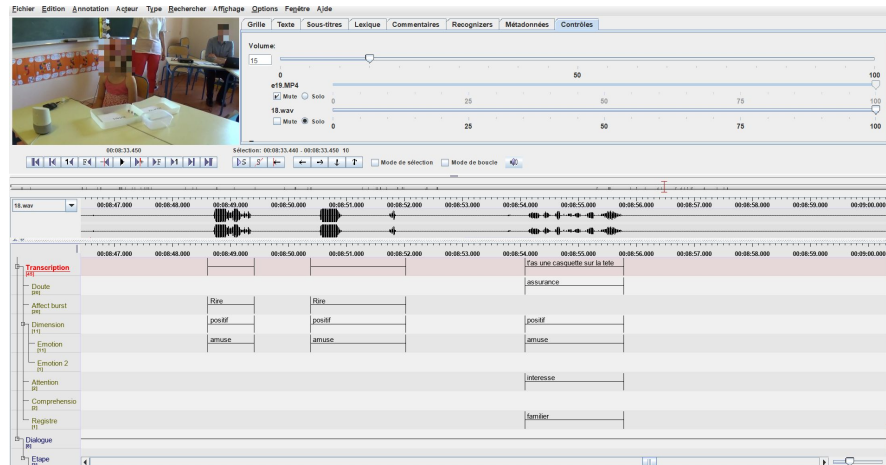 Fichier Edition Annotation Acteur Type Rechercher Affichage Options Fenêtre Aide
Grille Texte Sous-titres Lexique Commentaires Recognizers Métadonnées Contrôles
Volume:
15
0 50 100
e19.MP4
Mute Solo
0 25 50 75 100
18.wav
Mute Solo
0 25 50 75 100
00:08:33.450 Sélection: 00:08:33.440 - 00:08:33.450 10
Mode de sélection Mode de boucle
18.wav
00:08:47.000 00:08:48.000 00:08:49.000 00:08:50.000 00:08:51.000 00:08:52.000 00:08:53.000 00:08:54.000 00:08:55.000 00:08:56.000 00:08:57.000 00:08:58.000 00:08:59.000 00:09:00.000
00:08:47.000 00:08:48.000 00:08:49.000 00:08:50.000 00:08:51.000 00:08:52.000 00:08:53.000 00:08:54.000 00:08:55.000 00:08:56.000 00:08:57.000 00:08:58.000 00:08:59.000 00:09:00.000
Transcription t'as une casquette sur la tete
Doute assurance
Affect burst Rire Rire
Dimension positif positif positif
[11]
Emotion amuse amuse amuse
[11]
Emotion 2
[1]
Attention interesse
[2]
Comprehensio
[2]
Registre familier
[1]
Dialogue
Etape